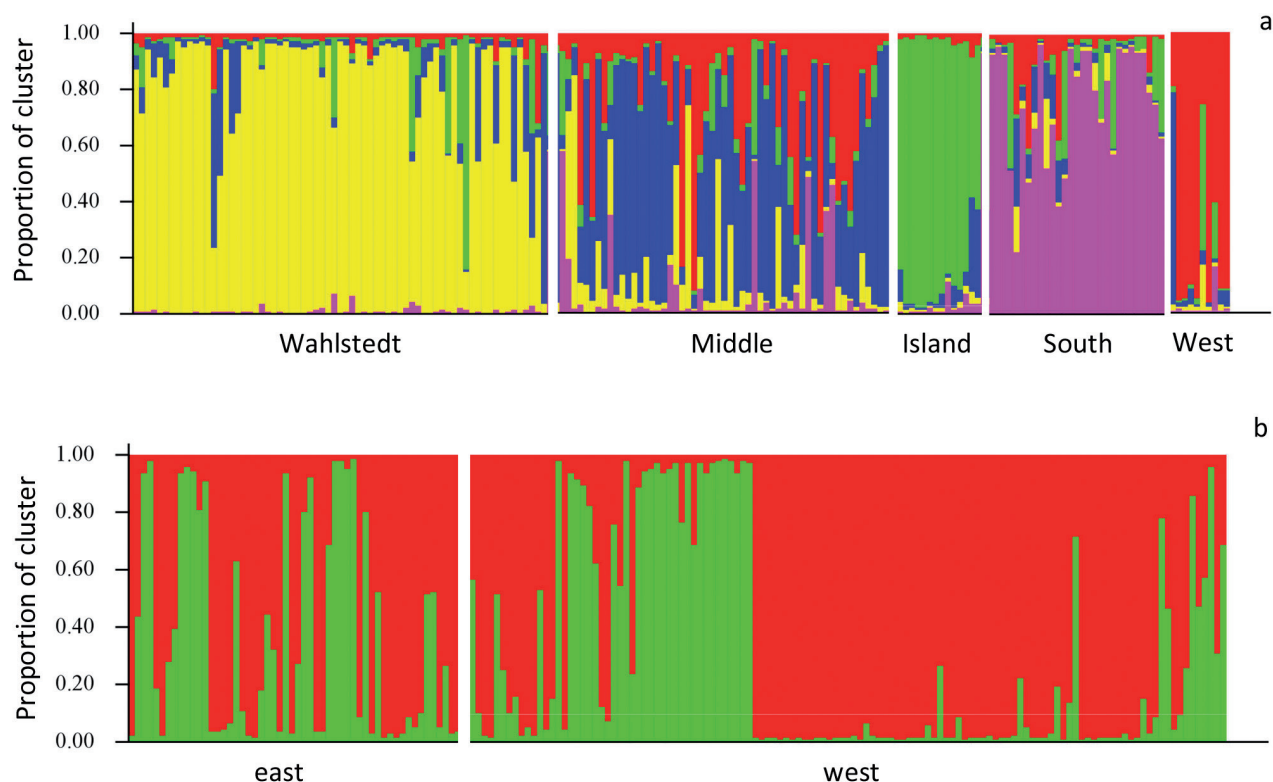 a
Proportion of cluster
1.00
0.80
0.60
0.40
0.20
0.00
Wahlstedt Middle Island South West
b
Proportion of cluster
1.00
0.80
0.60
0.40
0.20
0.00
east west